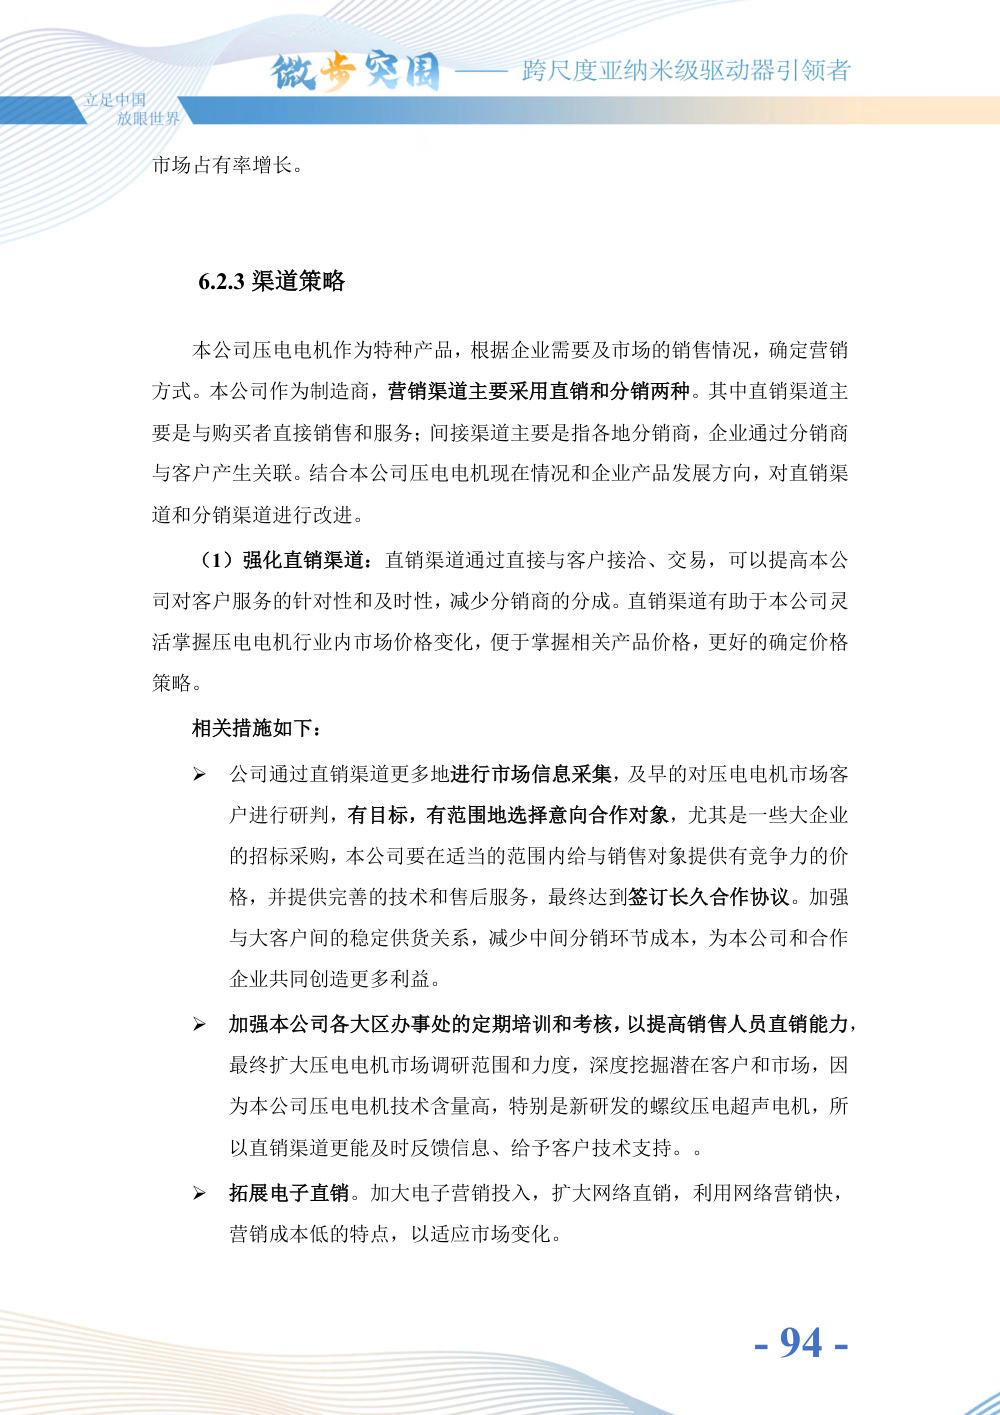 微步突围 —— 跨尺度亚纳米级驱动器引领者
立足中国
放眼世界
市场占有率增长。
6.2.3 渠道策略
本公司压电电机作为特种产品，根据企业需要及市场的销售情况，确定营销
方式。本公司作为制造商，营销渠道主要采用直销和分销两种。其中直销渠道主
要是与购买者直接销售和服务；间接渠道主要是指各地分销商，企业通过分销商
与客户产生关联。结合本公司压电电机现在情况和企业产品发展方向，对直销渠
道和分销渠道进行改进。
（1）强化直销渠道：直销渠道通过直接与客户接洽、交易，可以提高本公
司对客户服务的针对性和及时性，减少分销商的分成。直销渠道有助于本公司灵
活掌握压电电机行业内市场价格变化，便于掌握相关产品价格，更好的确定价格
策略。
相关措施如下：
➢ 公司通过直销渠道更多地进行市场信息采集，及早的对压电电机市场客
户进行研判，有目标，有范围地选择意向合作对象，尤其是一些大企业
的招标采购，本公司要在适当的范围内给与销售对象提供有竞争力的价
格，并提供完善的技术和售后服务，最终达到签订长久合作协议。加强
与大客户间的稳定供货关系，减少中间分销环节成本，为本公司和合作
企业共同创造更多利益。
➢ 加强本公司各大区办事处的定期培训和考核，以提高销售人员直销能力，
最终扩大压电电机市场调研范围和力度，深度挖掘潜在客户和市场，因
为本公司压电电机技术含量高，特别是新研发的螺纹压电超声电机，所
以直销渠道更能及时反馈信息、给予客户技术支持。。
➢ 拓展电子直销。加大电子营销投入，扩大网络直销，利用网络营销快，
营销成本低的特点，以适应市场变化。
- 94 -